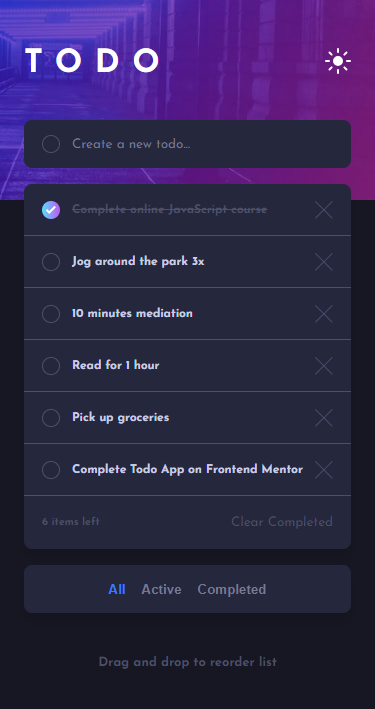 TODO
Create a new todo...
Complete online JavaScript course
Jog around the park 3x
10 minutes mediation
Read for 1 hour
Pick up groceries
Complete Todo App on Frontend Mentor
6 items left Clear Completed
All Active Completed
Drag and drop to reorder list